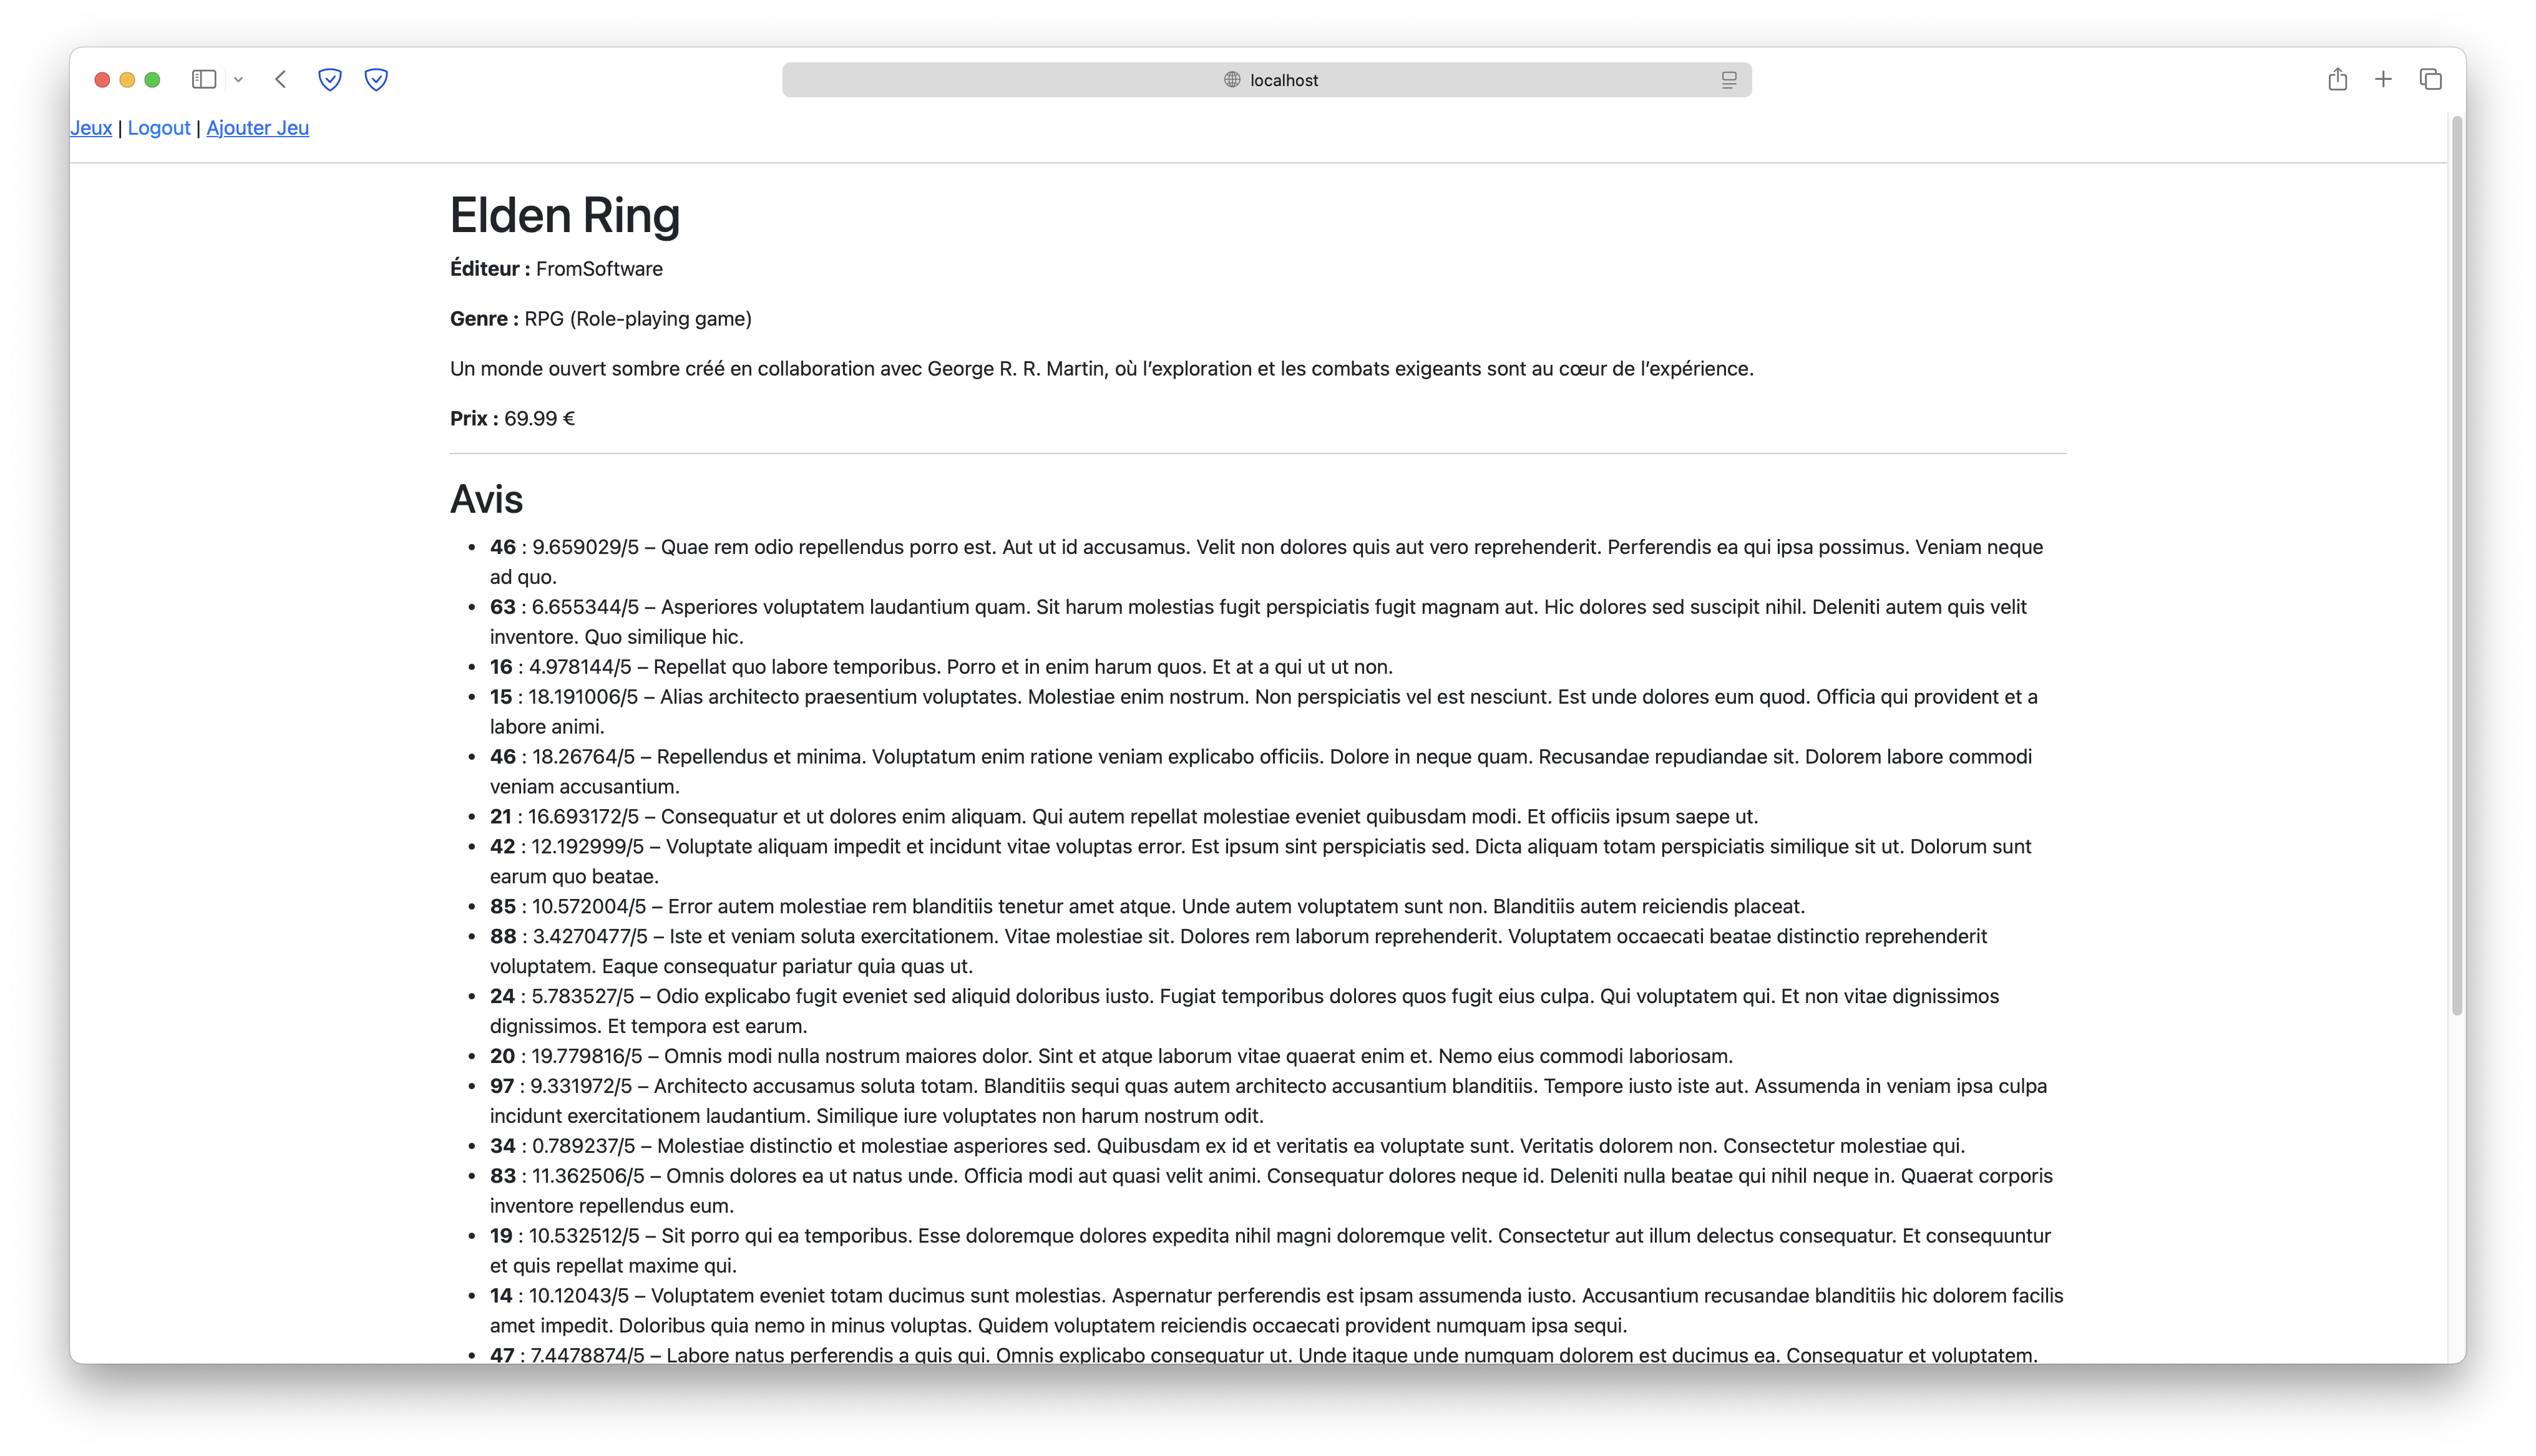 localhost
Jeux | Logout | Ajouter Jeu
Elden Ring
Éditeur : FromSoftware
Genre : RPG (Role-playing game)
Un monde ouvert sombre créé en collaboration avec George R. R. Martin, où l’exploration et les combats exigeants sont au cœur de l’expérience.
Prix : 69.99 €
Avis
• 46 : 9.659029/5 – Quae rem odio repellendus porro est. Aut ut id accusamus. Velit non dolores quis aut vero reprehenderit. Perferendis ea qui ipsa possimus. Veniam neque
ad quo.
• 63 : 6.655344/5 – Asperiores voluptatem laudantium quam. Sit harum molestias fugit perspiciatis fugit magnam aut. Hic dolores sed suscipit nihil. Deleniti autem quis velit
inventore. Quo similique hic.
• 16 : 4.978144/5 – Repellat quo labore temporibus. Porro et in enim harum quos. Et at a qui ut ut non.
• 15 : 18.191006/5 – Alias architecto praesentium voluptates. Molestiae enim nostrum. Non perspiciatis vel est nesciunt. Est unde dolores eum quod. Officia qui provident et a
labore animi.
• 46 : 18.26764/5 – Repellendus et minima. Voluptatum enim ratione veniam explicabo officiis. Dolore in neque quam. Recusandae repudiandae sit. Dolorem labore commodi
veniam accusantium.
• 21 : 16.693172/5 – Consequatur et ut dolores enim aliquam. Qui autem repellat molestiae eveniet quibusdam modi. Et officiis ipsum saepe ut.
• 42 : 12.192999/5 – Voluptate aliquam impedit et incidunt vitae voluptas error. Est ipsum sint perspiciatis sed. Dicta aliquam totam perspiciatis similique sit ut. Dolorum sunt
earum quo beatae.
• 85 : 10.572004/5 – Error autem molestiae rem blanditiis tenetur amet atque. Unde autem voluptatem sunt non. Blanditiis autem reiciendis placeat.
• 88 : 3.4270477/5 – Iste et veniam soluta exercitationem. Vitae molestiae sit. Dolores rem laborum reprehenderit. Voluptatem occaecati beatae distinctio reprehenderit
voluptatem. Eaque consequatur pariatur quia quas ut.
• 24 : 5.783527/5 – Odio explicabo fugit eveniet sed aliquid doloribus iusto. Fugiat temporibus dolores quos fugit eius culpa. Qui voluptatem qui. Et non vitae dignissimos
dignissimos. Et tempora est earum.
• 20 : 19.779816/5 – Omnis modi nulla nostrum maiores dolor. Sint et atque laborum vitae quaerat enim et. Nemo eius commodi laboriosam.
• 97 : 9.331972/5 – Architecto accusamus soluta totam. Blanditiis sequi quas autem architecto accusantium blanditiis. Tempore iusto iste aut. Assumenda in veniam ipsa culpa
incidunt exercitationem laudantium. Similique iure voluptates non harum nostrum odit.
• 34 : 0.789237/5 – Molestiae distinctio et molestiae asperiores sed. Quibusdam ex id et veritatis ea voluptate sunt. Veritatis dolorem non. Consectetur molestiae qui.
• 83 : 11.362506/5 – Omnis dolores ea ut natus unde. Officia modi aut quasi velit animi. Consequatur dolores neque id. Deleniti nulla beatae qui nihil neque in. Quaerat corporis
inventore repellendus eum.
• 19 : 10.532512/5 – Sit porro qui ea temporibus. Esse doloremque dolores expedita nihil magni doloremque velit. Consectetur aut illum delectus consequatur. Et consequuntur
et quis repellat maxime qui.
• 14 : 10.12043/5 – Voluptatem eveniet totam ducimus sunt molestias. Aspernatur perferendis est ipsam assumenda iusto. Accusantium recusandae blanditiis hic dolorem facilis
amet impedit. Doloribus quia nemo in minus voluptas. Quidem voluptatem reiciendis occaecati provident numquam ipsa sequi.
• 47 : 7.4478874/5 – Labore natus perferendis a quis qui. Omnis explicabo consequatur ut. Unde itaque unde numquam dolorem est ducimus ea. Consequatur et voluptatem.